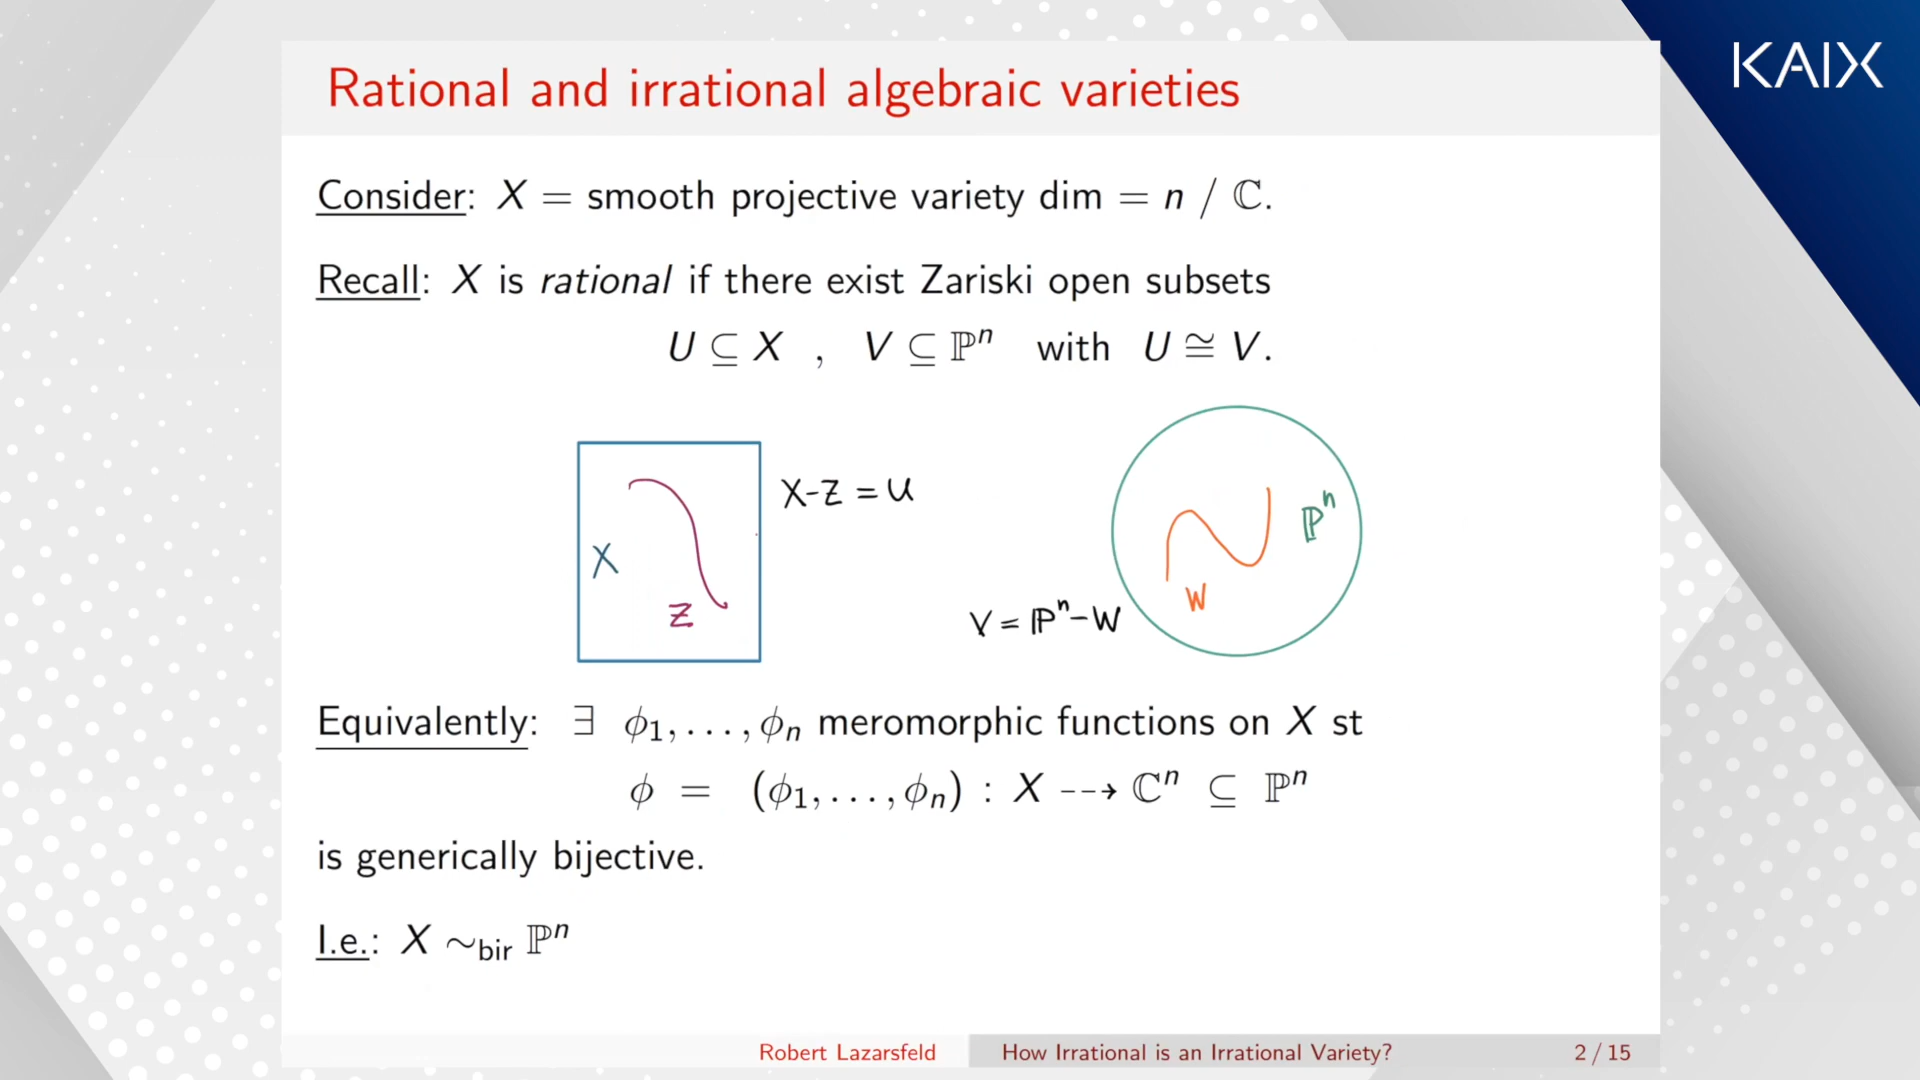 KAIX
Rational and irrational algebraic varieties
Consider: X = smooth projective variety dim = n / ℂ.
Recall: X is rational if there exist Zariski open subsets
U ⊆ X , V ⊆ ℙⁿ with U ≅ V.
X-Z = U
X
Z
ℙⁿ
W
V = ℙⁿ-W
Equivalently: ∃ ϕ₁, . . . , ϕₙ meromorphic functions on X st
ϕ = (ϕ₁, . . . , ϕₙ) : X ⇢ ℂⁿ ⊆ ℙⁿ
is generically bijective.
I.e.: X ∼bir ℙⁿ
Robert Lazarsfeld How Irrational is an Irrational Variety? 2 / 15